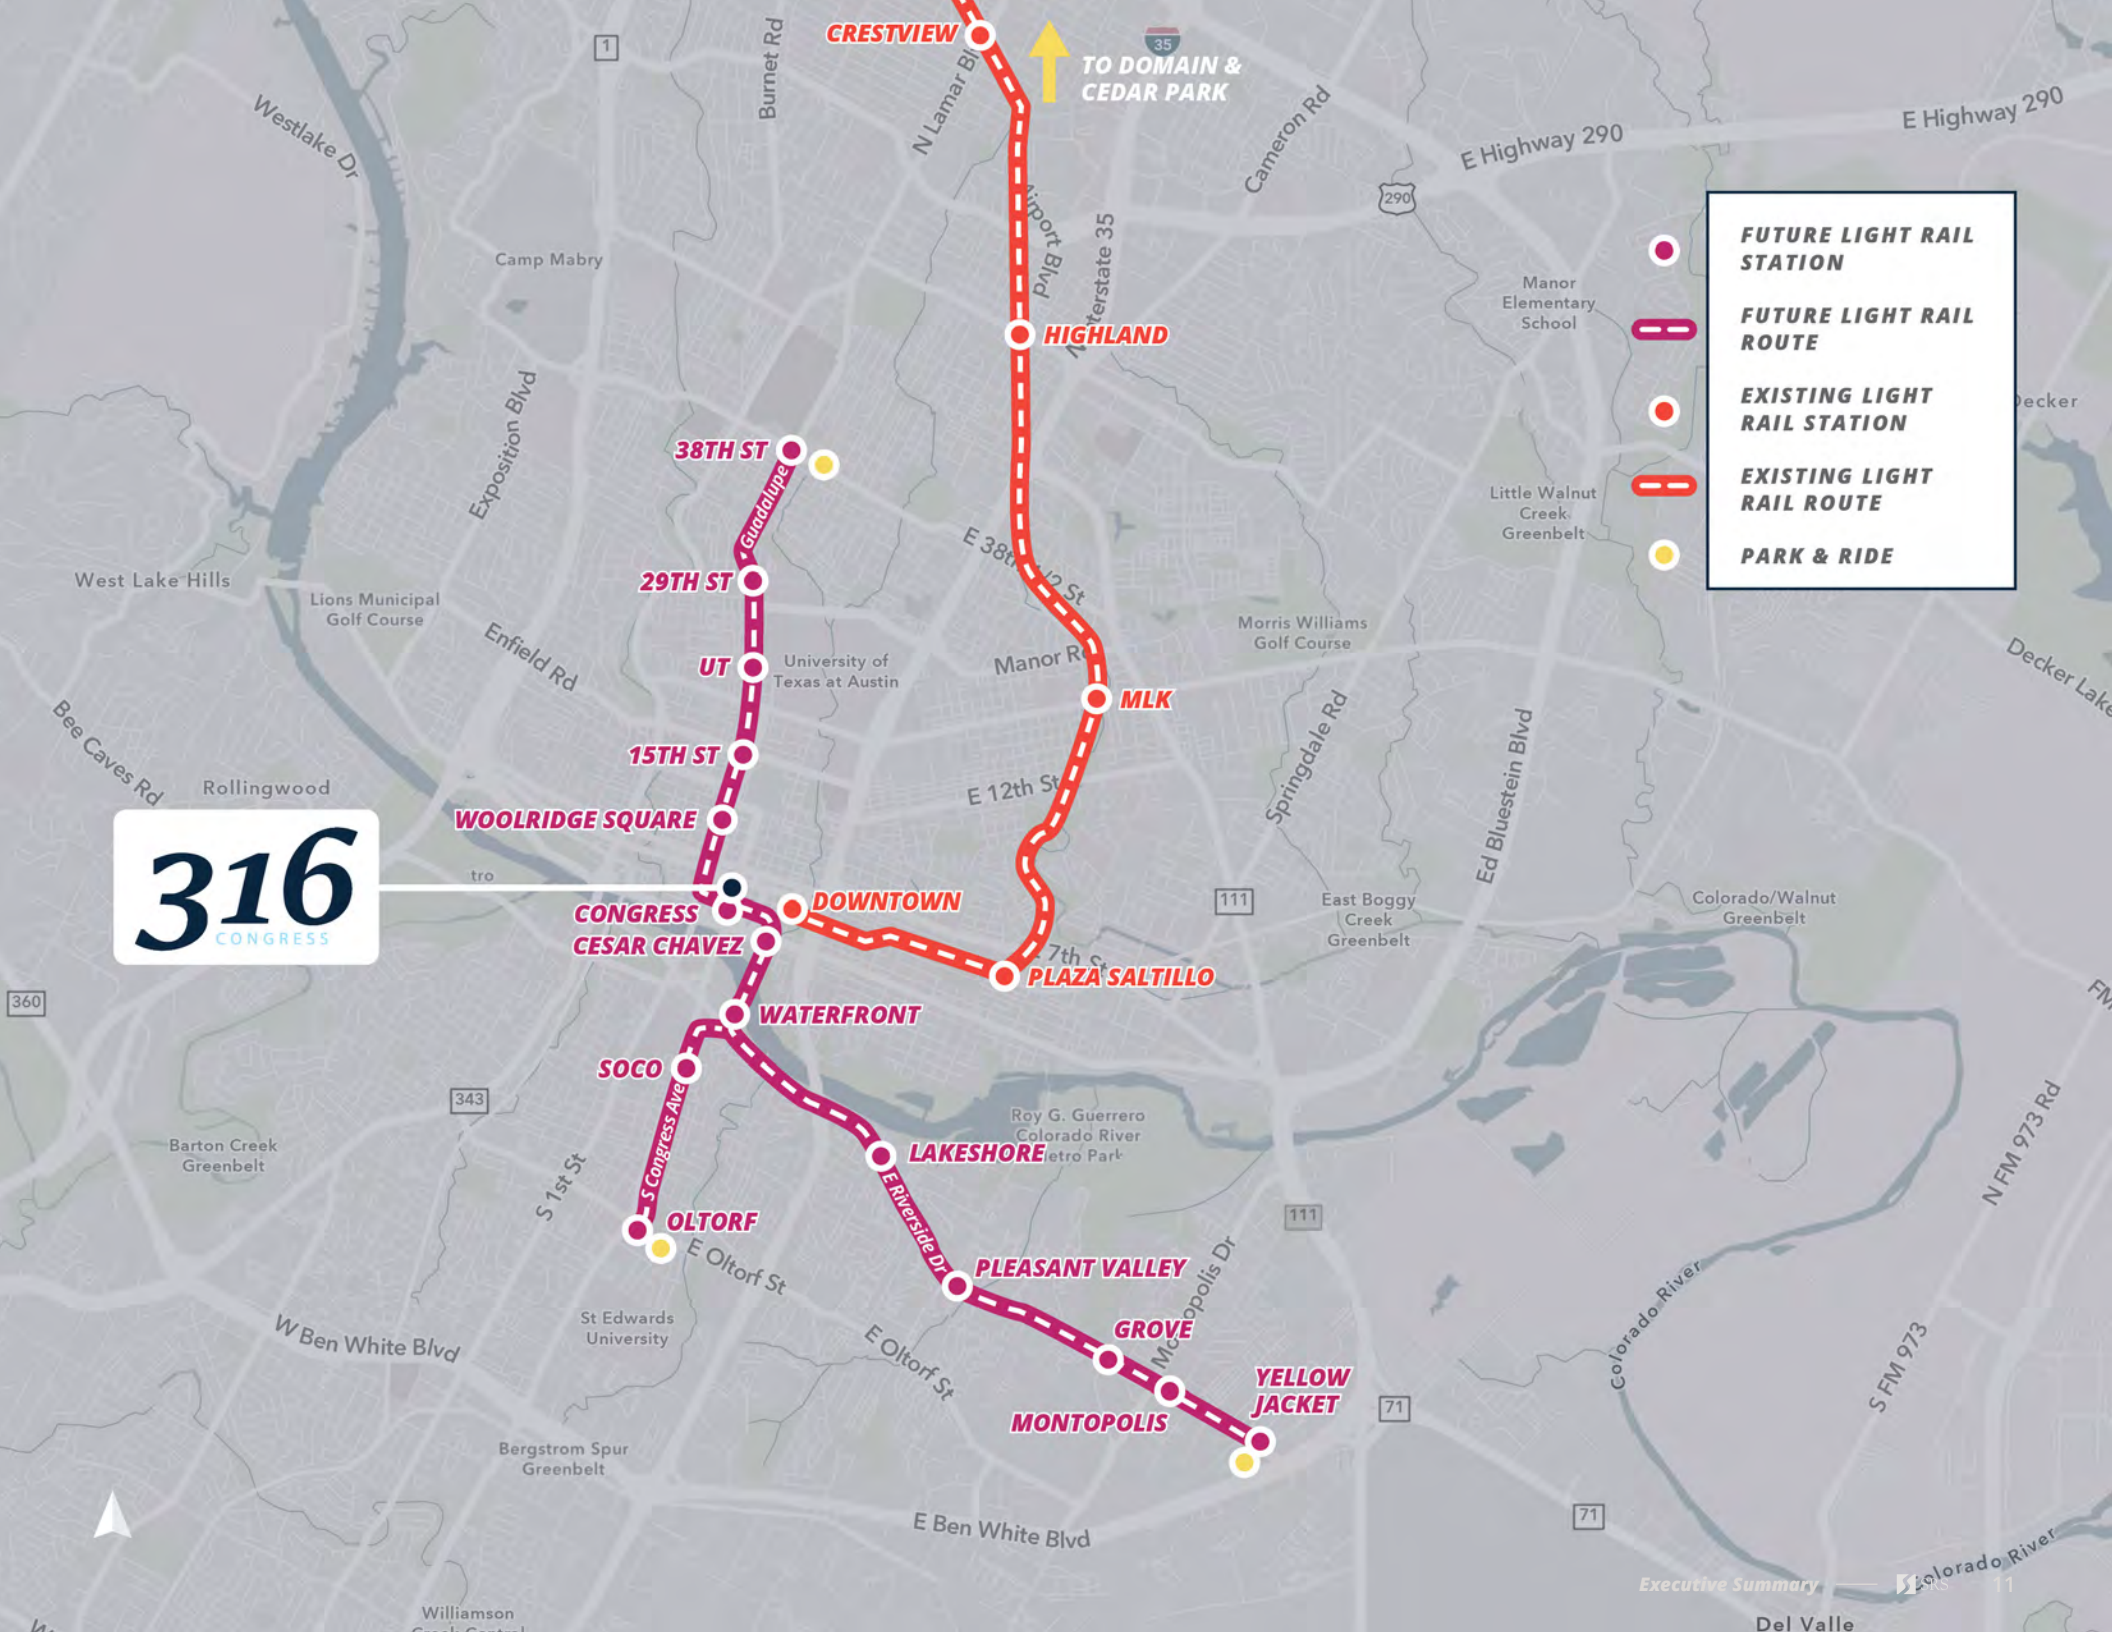 CRESTVIEW
TO DOMAIN &
CEDAR PARK
35
1
Burnet Rd
N Lamar Bl
Westlake Dr
Cameron Rd
E Highway 290
E Highway 290
290
Airport Blvd
Interstate 35
Camp Mabry
HIGHLAND
Manor
Elementary
School
FUTURE LIGHT RAIL
STATION
FUTURE LIGHT RAIL
ROUTE
EXISTING LIGHT
RAIL STATION
EXISTING LIGHT
RAIL ROUTE
PARK & RIDE
Decker
Exposition Blvd
38TH ST
Guadalupe
29TH ST
E 38th 1/2 St
Little Walnut
Creek
Greenbelt
West Lake Hills
Lions Municipal
Golf Course
Enfield Rd
UT
University of
Texas at Austin
Manor Rd
Morris Williams
Golf Course
MLK
Decker Lake
Bee Caves Rd
15TH ST
Springdale Rd
Ed Bluestein Blvd
Rollingwood
E 12th St
WOOLRIDGE SQUARE
316
CONGRESS
tro
CONGRESS
DOWNTOWN
111
East Boggy
Creek
Greenbelt
Colorado/Walnut
Greenbelt
CESAR CHAVEZ
7th St
PLAZA SALTILLO
360
FM
WATERFRONT
SOCO
343
S Congress Ave
Roy G. Guerrero
Colorado River
etro Park
LAKESHORE
Barton Creek
Greenbelt
S 1st St
E Riverside Dr
N FM 973 Rd
111
OLTORF
E Oltorf St
PLEASANT VALLEY
Montopolis Dr
Colorado River
St Edwards
University
W Ben White Blvd
E Oltorf St
GROVE
S FM 973
YELLOW
JACKET
MONTOPOLIS
71
Bergstrom Spur
Greenbelt
E Ben White Blvd
71
Colorado River
Executive Summary
SRS
11
Williamson
Creek Central
Del Valle